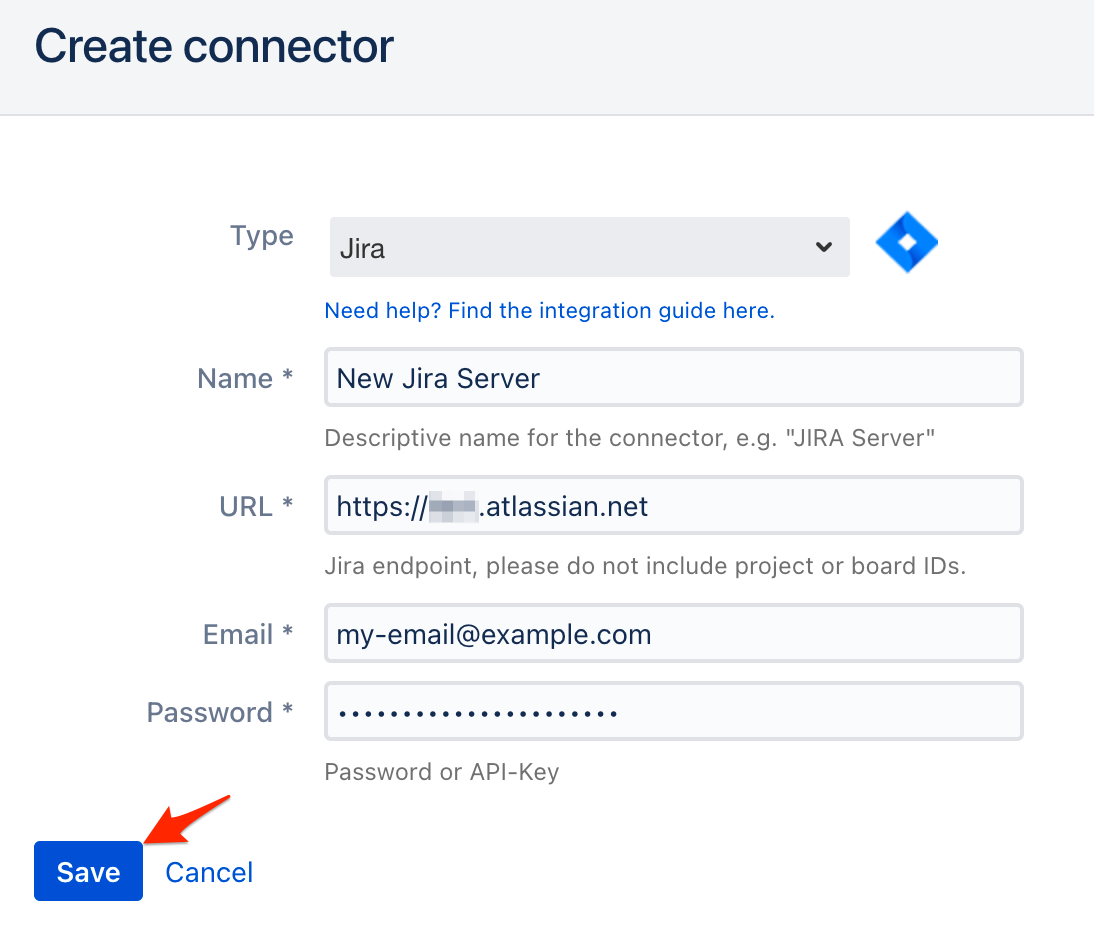 Create connector
Type
Jira
Need help? Find the integration guide here.
Name *
New Jira Server
Descriptive name for the connector, e.g. "JIRA Server"
URL *
https:// .atlassian.net
Jira endpoint, please do not include project or board IDs.
Email *
my-email@example.com
Password *
••••••••••••••••••••••
Password or API-Key
Save
Cancel